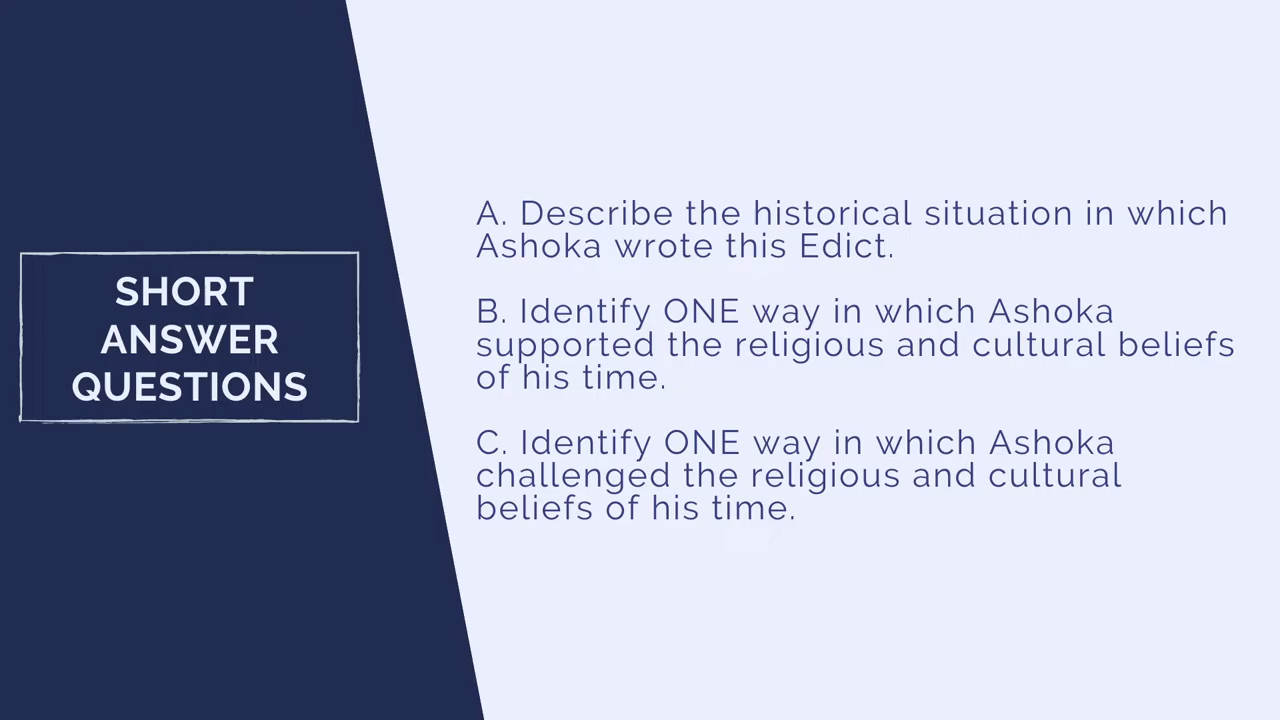 SHORT
ANSWER
QUESTIONS
A. Describe the historical situation in which
Ashoka wrote this Edict.
B. Identify ONE way in which Ashoka
supported the religious and cultural beliefs
of his time.
C. Identify ONE way in which Ashoka
challenged the religious and cultural
beliefs of his time.